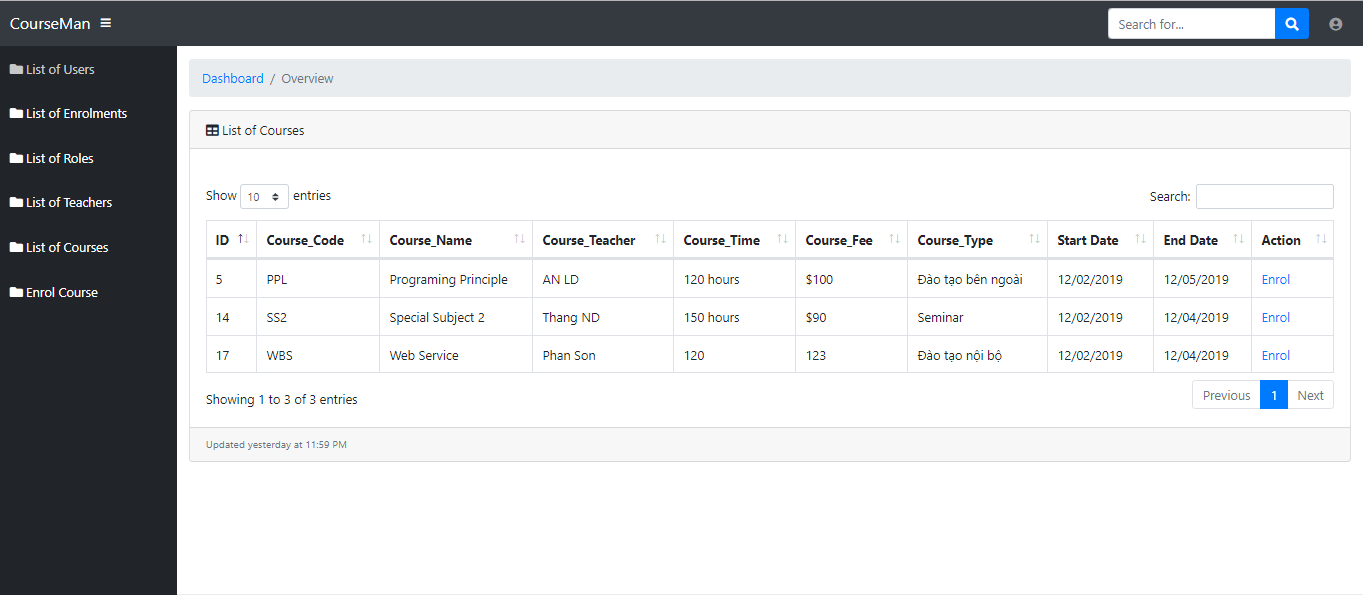 CourseMan
Search for...
List of Users
List of Enrolments
List of Roles
List of Teachers
List of Courses
Enrol Course
Dashboard / Overview
List of Courses
Show 10 entries
Search:
ID Course_Code Course_Name Course_Teacher Course_Time Course_Fee Course_Type Start Date End Date Action
5 PPL Programing Principle AN LD 120 hours $100 Đào tạo bên ngoài 12/02/2019 12/05/2019 Enrol
14 SS2 Special Subject 2 Thang ND 150 hours $90 Seminar 12/02/2019 12/04/2019 Enrol
17 WBS Web Service Phan Son 120 123 Đào tạo nội bộ 12/02/2019 12/04/2019 Enrol
Showing 1 to 3 of 3 entries
Previous 1 Next
Updated yesterday at 11:59 PM